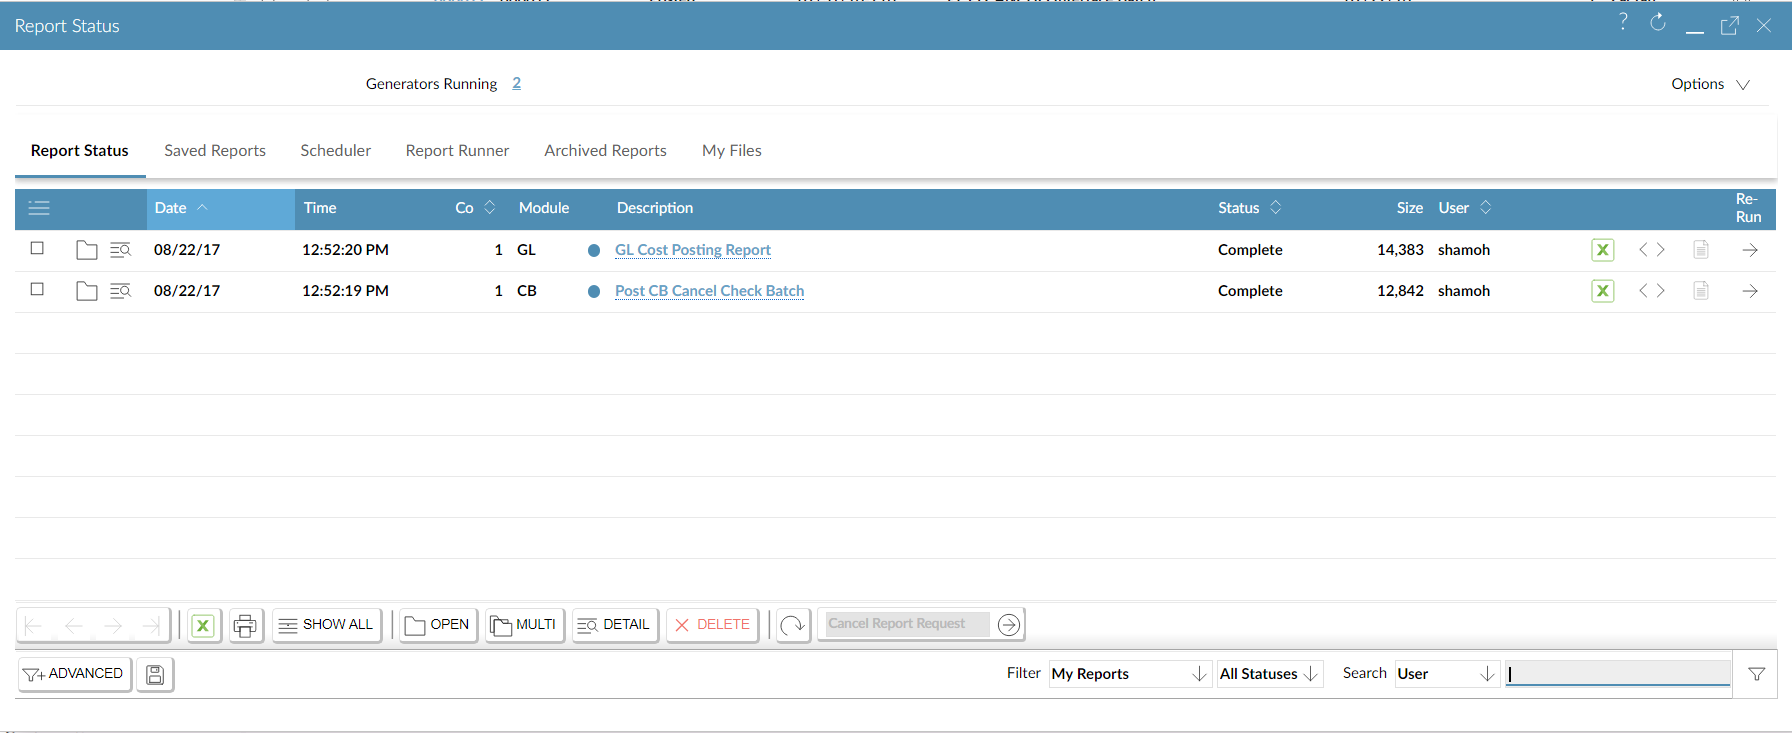 Report Status
Generators Running 2 Options
Report Status Saved Reports Scheduler Report Runner Archived Reports My Files
Date Time Co Module Description Status Size User Re-Run
08/22/17 12:52:20 PM 1 GL GL Cost Posting Report Complete 14,383 shamoh
08/22/17 12:52:19 PM 1 CB Post CB Cancel Check Batch Complete 12,842 shamoh
SHOW ALL OPEN MULTI DETAIL DELETE Cancel Report Request
ADVANCED Filter My Reports All Statuses Search User